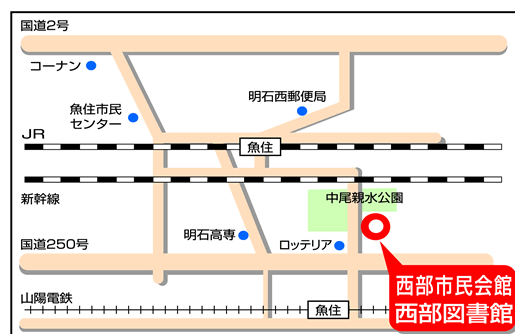 国道2号
コーナン
明石西郵便局
魚住市民
センター
JR
魚住
新幹線
中尾親水公園
明石高専
ロッテリア
国道250号
西部市民会館
西部図書館
山陽電鉄
魚住